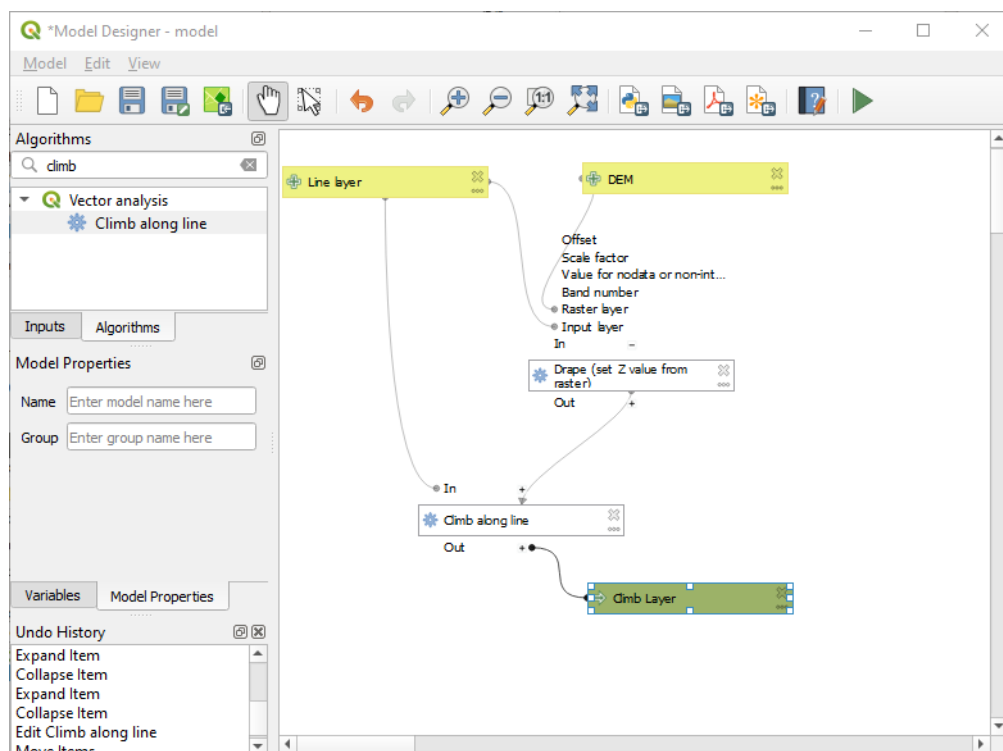 *Model Designer - model
Model Edit View
1:1
Algorithms
climb
Vector analysis
Climb along line
Inputs Algorithms
Model Properties
Name Enter model name here
Group Enter group name here
Variables Model Properties
Undo History
Expand Item
Collapse Item
Expand Item
Collapse Item
Edit Climb along line
Move Items
Line layer
DEM
Offset
Scale factor
Value for nodata or non-int...
Band number
Raster layer
Input layer
In -
Drape (set Z value from
raster)
Out +
In +
Climb along line
Out +
Climb Layer